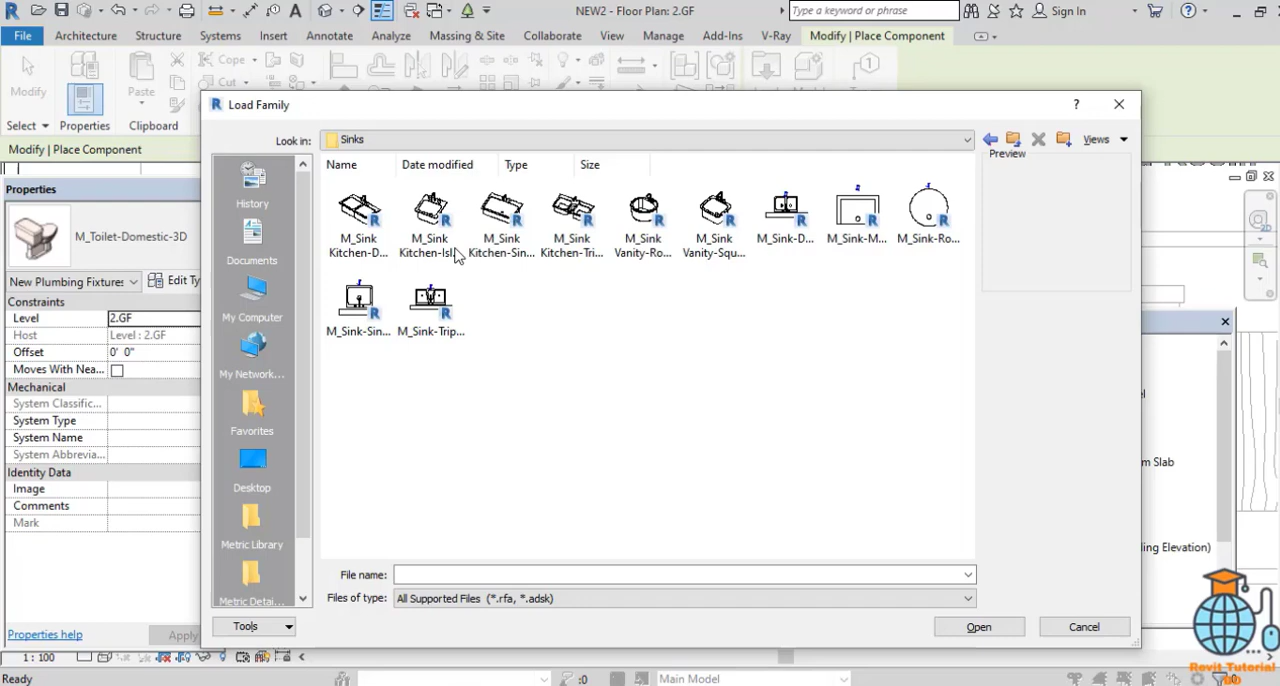 NEW2 - Floor Plan: 2.GF
Type a keyword or phrase
Sign In
File Architecture Structure Systems Insert Annotate Analyze Massing & Site Collaborate View Manage Add-Ins V-Ray Modify | Place Component
Modify
Paste
Cope
Cut
Select Properties Clipboard
Modify | Place Component
Properties
M_Toilet-Domestic-3D
New Plumbing Fixtures Edit Ty
Constraints
Level 2.GF
Host Level : 2.GF
Offset 0' 0"
Moves With Nea...
Mechanical
System Classific...
System Type
System Name
System Abbrevia...
Identity Data
Image
Comments
Mark
Properties help
Apply
Load Family
Look in: Sinks
Views
Preview
Name Date modified Type Size
M_Sink Kitchen-D...
M_Sink Kitchen-Isl...
M_Sink Kitchen-Sin...
M_Sink Kitchen-Tri...
M_Sink Vanity-Ro...
M_Sink Vanity-Squ...
M_Sink-D...
M_Sink-M...
M_Sink-Ro...
M_Sink-Sin...
M_Sink-Trip...
History
Documents
My Computer
My Network...
Favorites
Desktop
Metric Library
Metric Detai...
File name:
Files of type: All Supported Files (*.rfa, *.adsk)
Tools
Open
Cancel
m Slab
ling Elevation)
1 : 100
Ready
:0
Main Model
Revit Tutorial